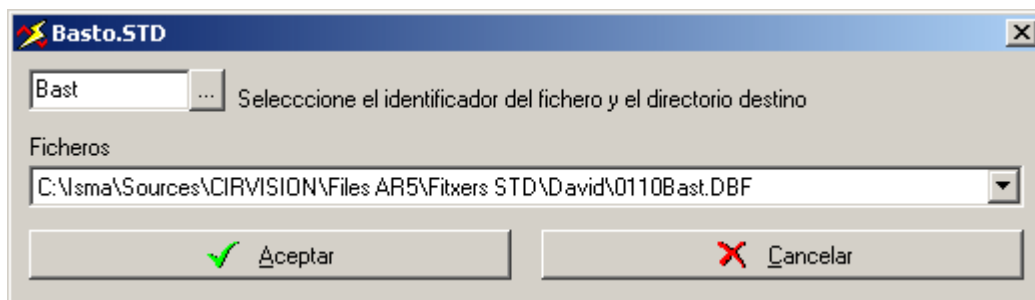 Basto.STD
Bast ... Selecccione el identificador del fichero y el directorio destino
Ficheros
C:\Isma\Sources\CIRVISION\Files AR5\Fitxers STD\David\0110Bast.DBF
Aceptar Cancelar